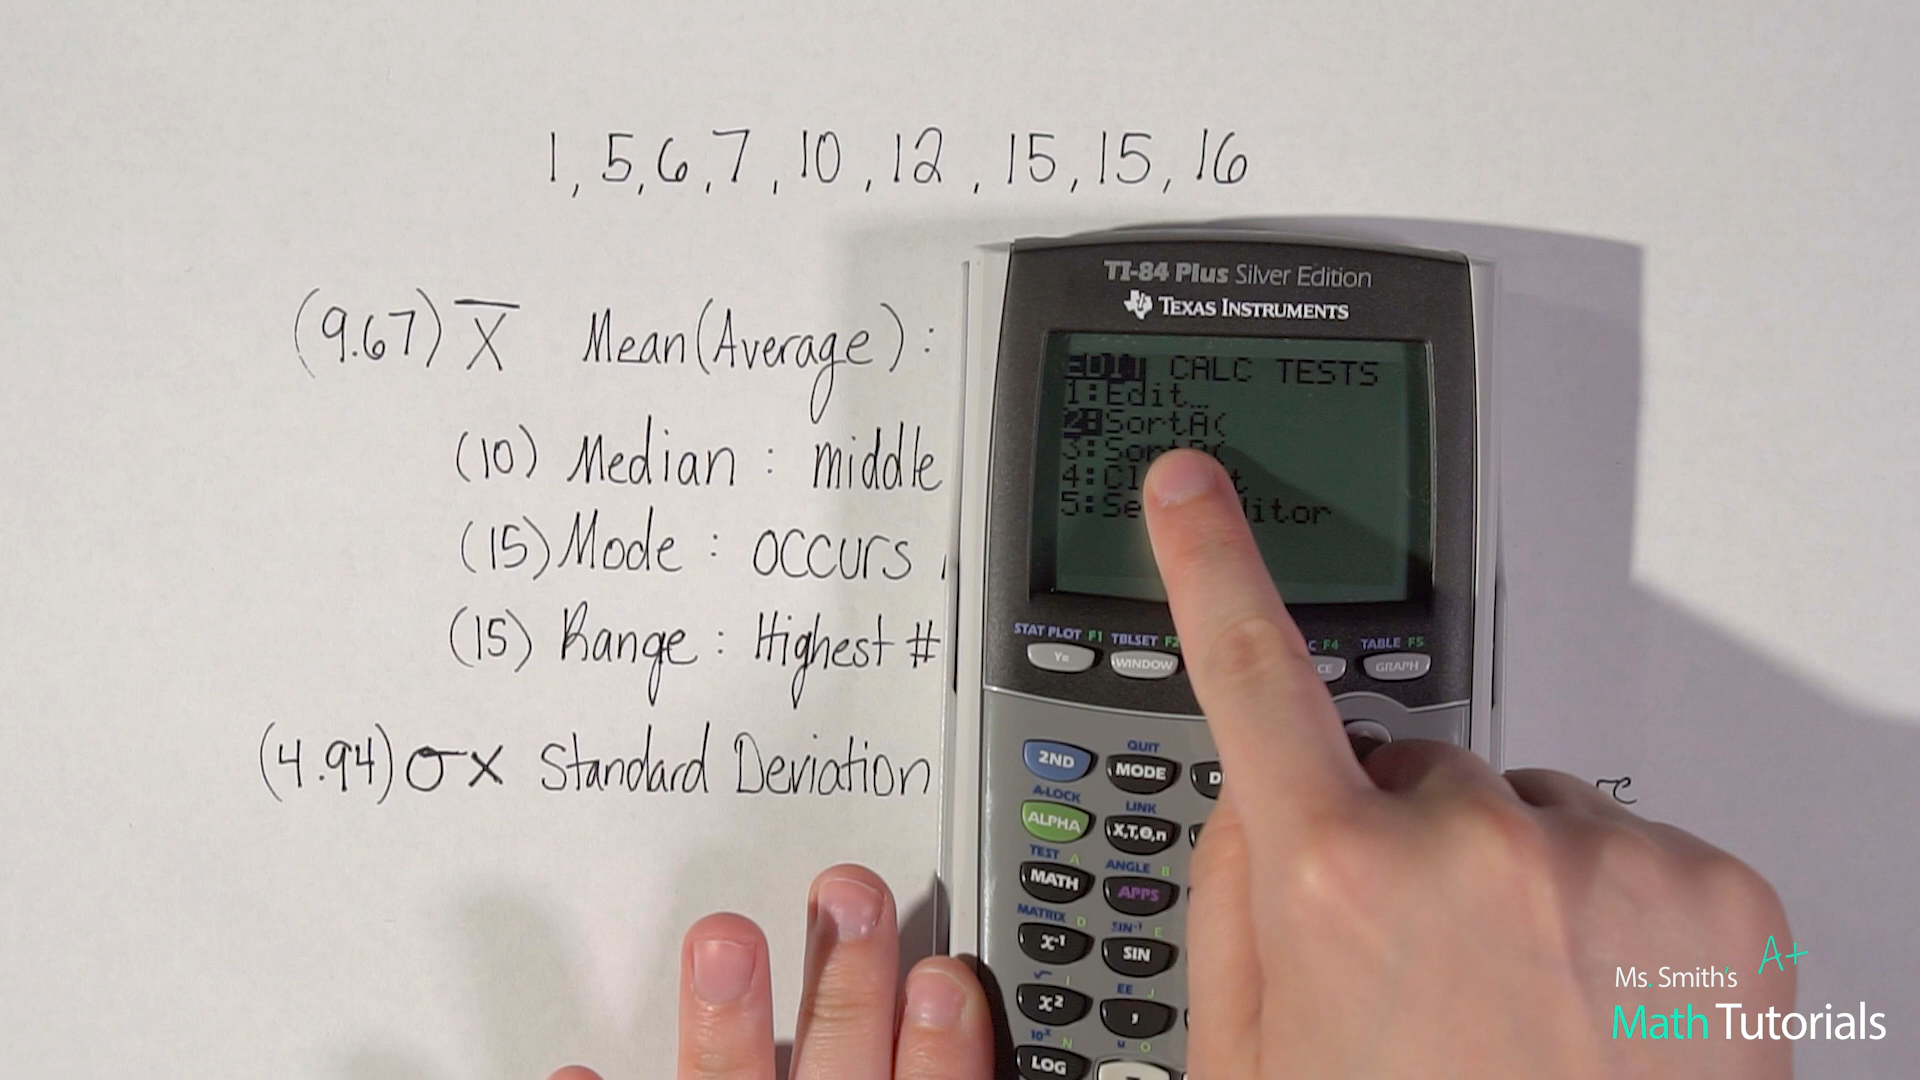 1, 5, 6, 7, 10, 12, 15, 15, 16
(9.67) x̄ Mean (Average) :
(10) Median : middle
(15) Mode : occurs
(15) Range : Highest #
(4.94) σx Standard Deviation
TI-84 Plus Silver Edition
TEXAS INSTRUMENTS
EDIT CALC TESTS
1:Edit…
2:SortA(
3:
4:
5:
STAT PLOT F1 TBLSET F2 F4 TABLE F5
Y= WINDOW GRAPH
QUIT
2ND MODE
A-LOCK LINK
ALPHA X,T,Θ,n
TEST A ANGLE B
MATH APPS
MATRIX D SIN⁻¹ E
x⁻¹ SIN
√ I EE J
x² ,
10ˣ N u O
LOG
A+
Ms. Smith's
Math Tutorials